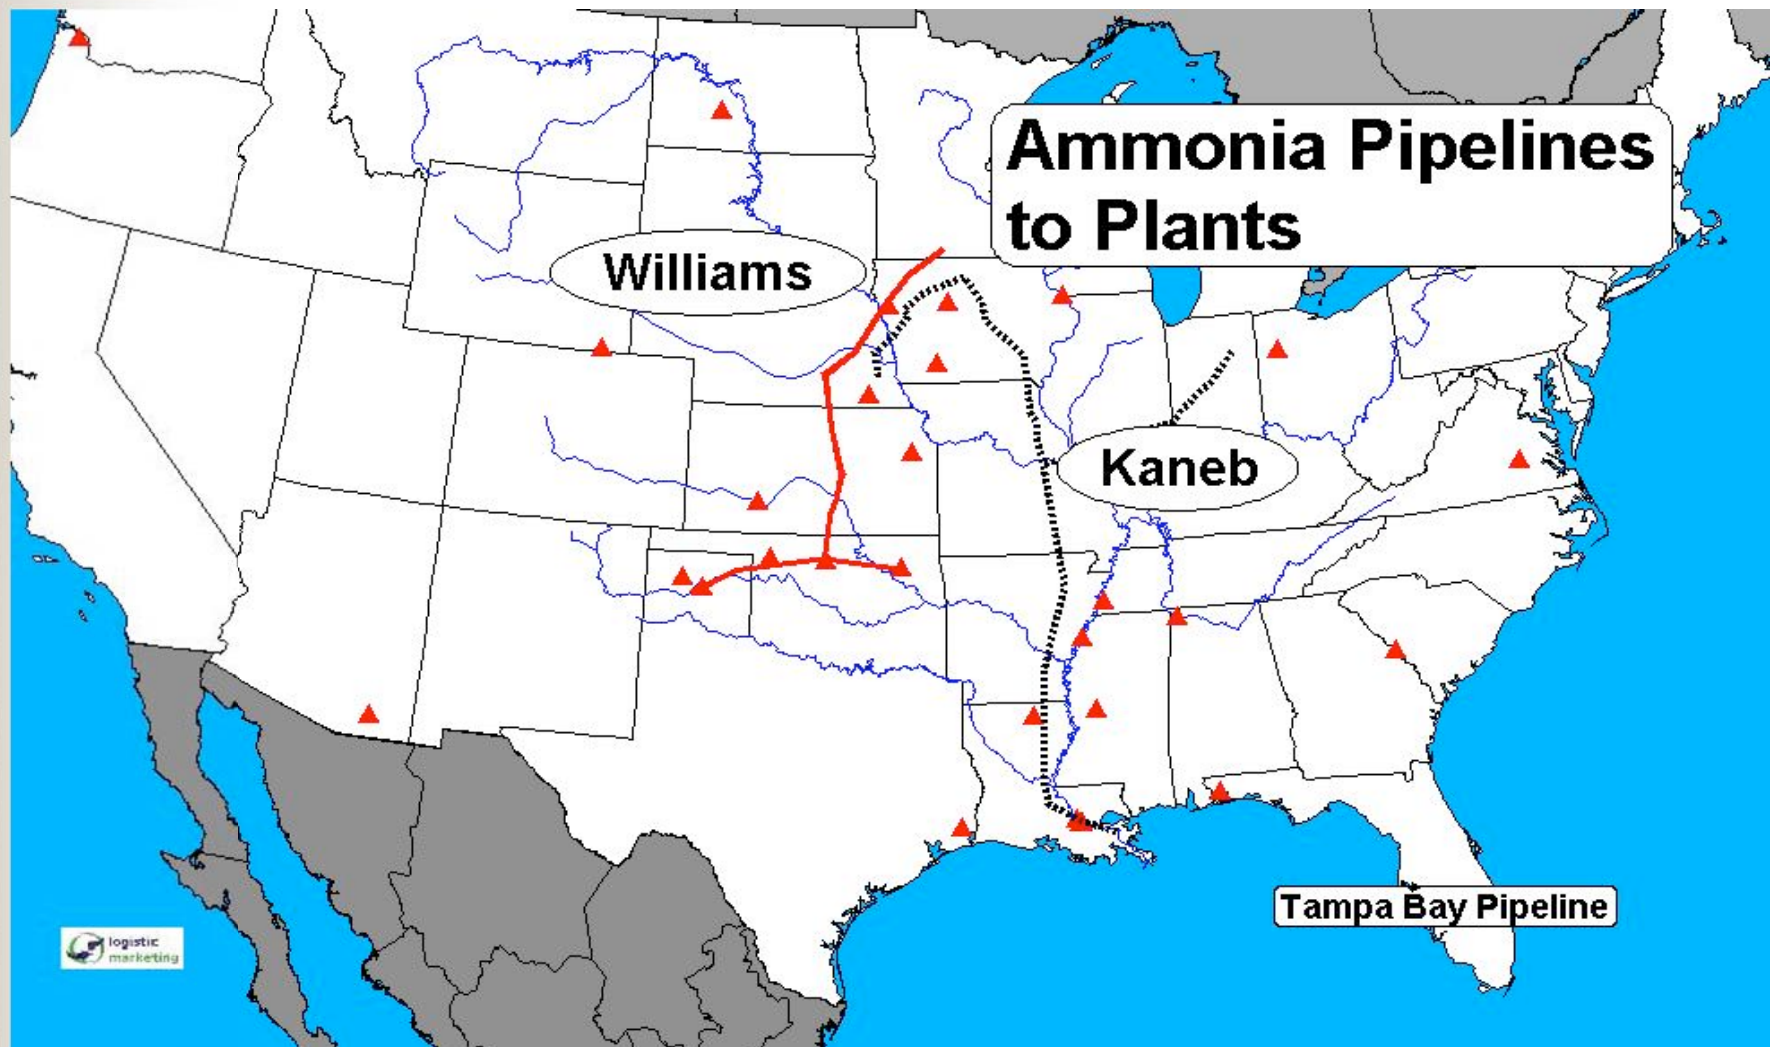 Ammonia Pipelines
to Plants
Williams
Kaneb
Tampa Bay Pipeline
logistic
marketing